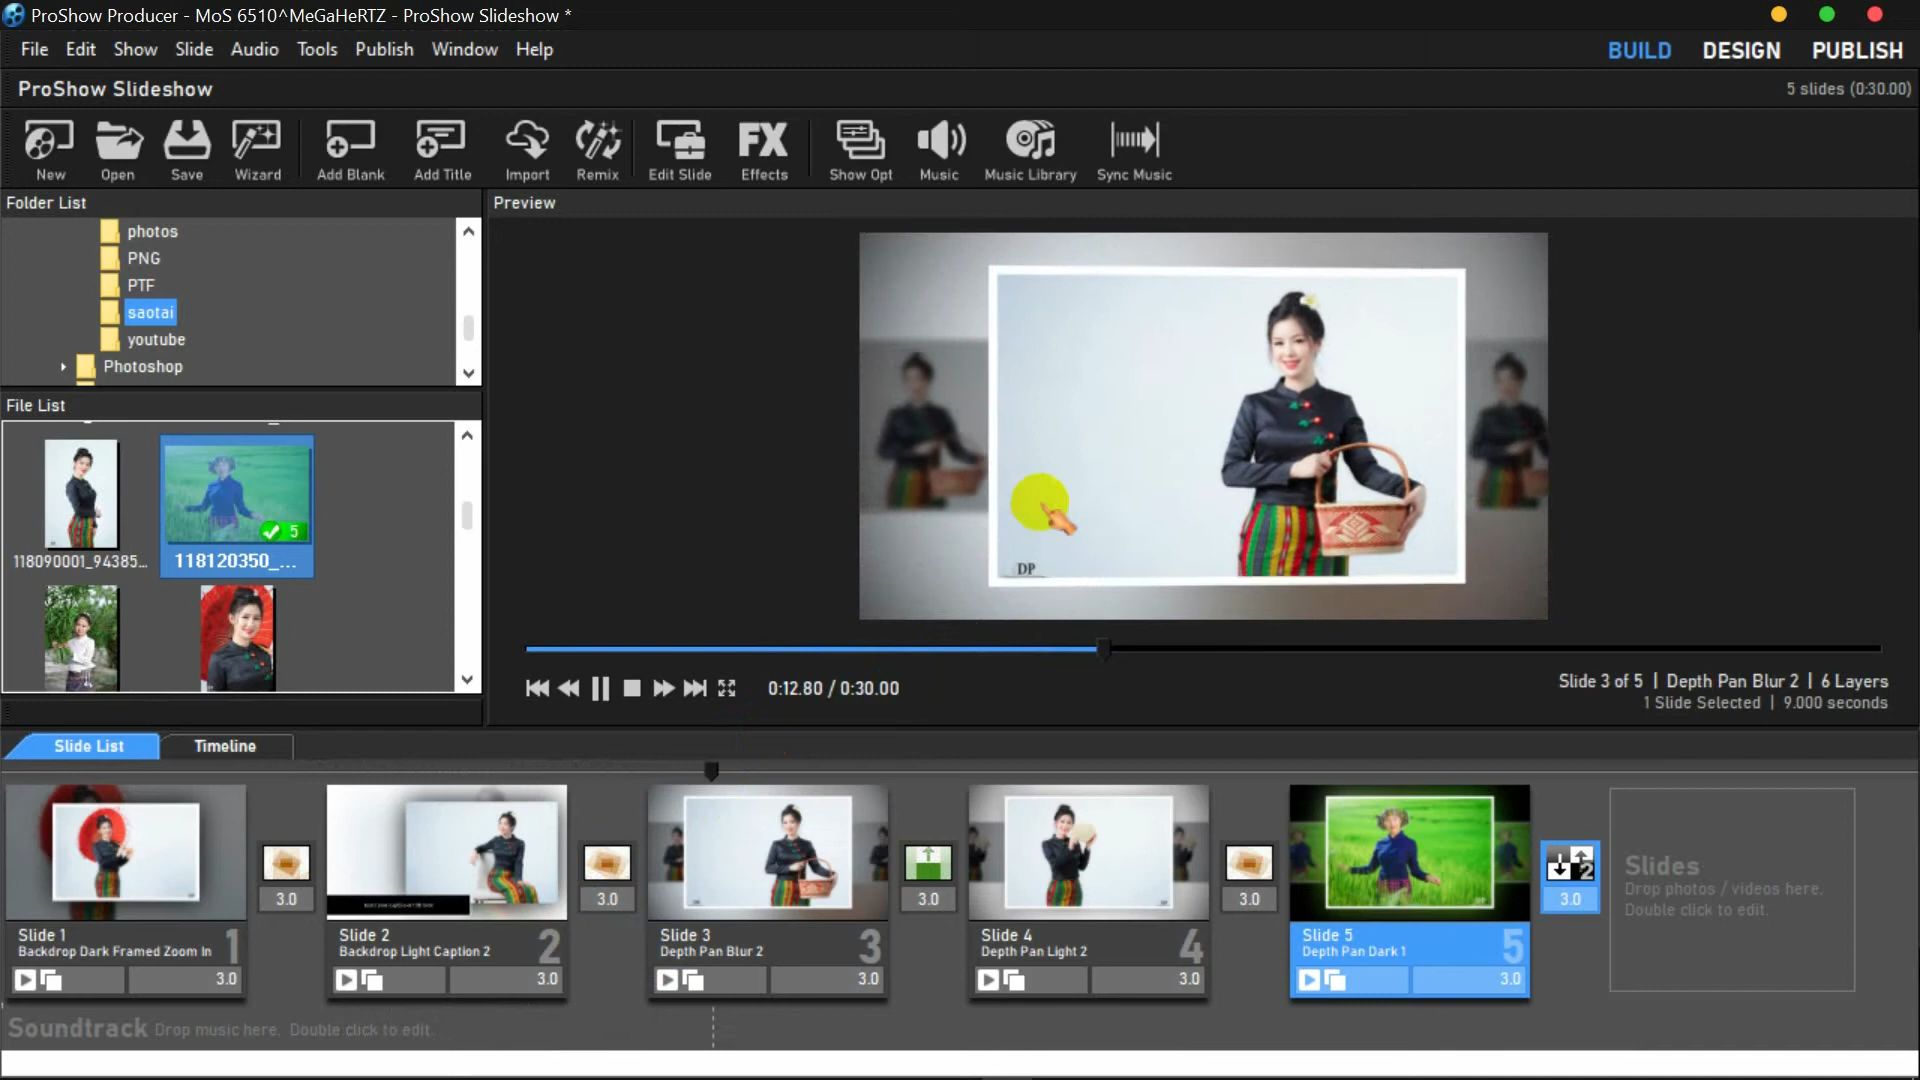 ProShow Producer - MoS 6510^MeGaHeRTZ - ProShow Slideshow *
File Edit Show Slide Audio Tools Publish Window Help
BUILD DESIGN PUBLISH
ProShow Slideshow
5 slides (0:30.00)
New Open Save Wizard Add Blank Add Title Import Remix Edit Slide FX Effects Show Opt Music Music Library Sync Music
Folder List
photos
PNG
PTF
saotai
youtube
Photoshop
File List
5
118090001_94385...
118120350_...
Preview
DP
0:12.80 / 0:30.00
Slide 3 of 5 | Depth Pan Blur 2 | 6 Layers
1 Slide Selected | 9.000 seconds
Slide List Timeline
3.0 3.0 3.0 3.0 2 3.0
Slide 1
Backdrop Dark Framed Zoom In
1
3.0
Slide 2
Backdrop Light Caption 2
2
3.0
Slide 3
Depth Pan Blur 2
3
3.0
Slide 4
Depth Pan Light 2
4
3.0
Slide 5
Depth Pan Dark 1
5
3.0
Slides
Drop photos / videos here.
Double click to edit.
Soundtrack Drop music here. Double click to edit.